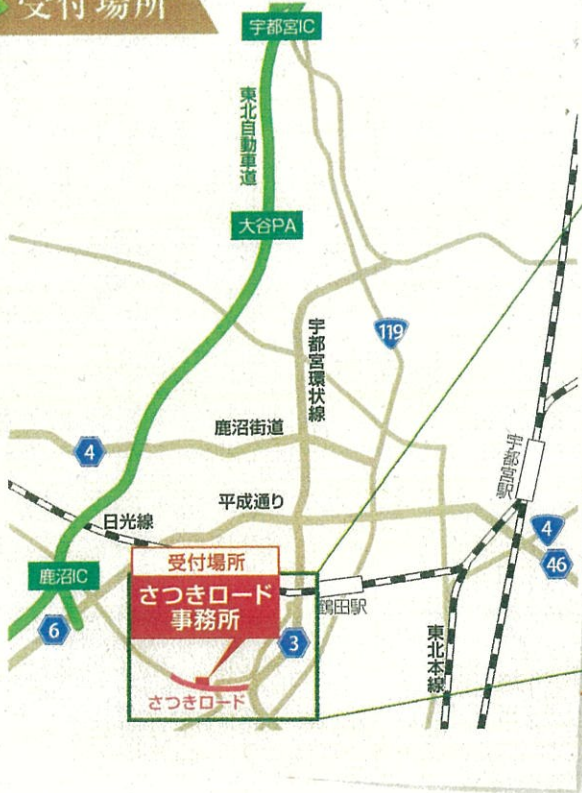 受付場所
宇都宮IC
東北自動車道
大谷PA
119
宇都宮環状線
鹿沼街道
4
宇都宮駅
平成通り
日光線
4
46
受付場所
鹿沼IC
さつきロード
事務所
鶴田駅
6
3
東北本線
さつきロード